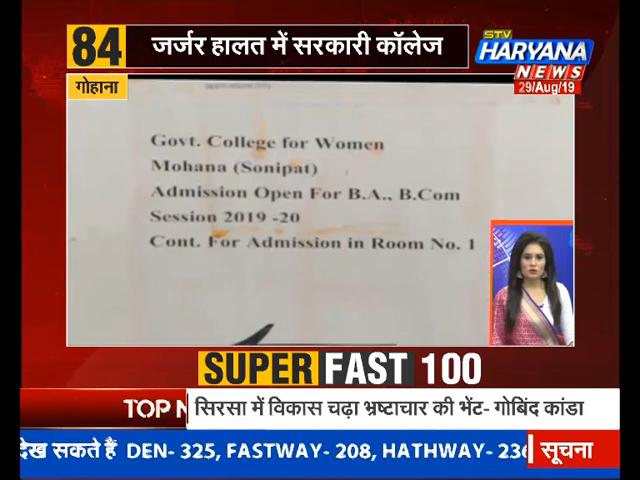 84 जर्जर हालत में सरकारी कॉलेज
STV
HARYANA
NEWS
29/Aug/19
गोहाना
Govt. College for Women
Mohana (Sonipat)
Admission Open For B.A., B.Com
Session 2019 -20
Cont. For Admission in Room No. 1
SUPER FAST 100
TOP N
सिरसा में विकास चढ़ा भ्रष्टाचार की भेंट- गोबिंद कांडा
देख सकते हैं DEN- 325, FASTWAY- 208, HATHWAY- 236
सूचना